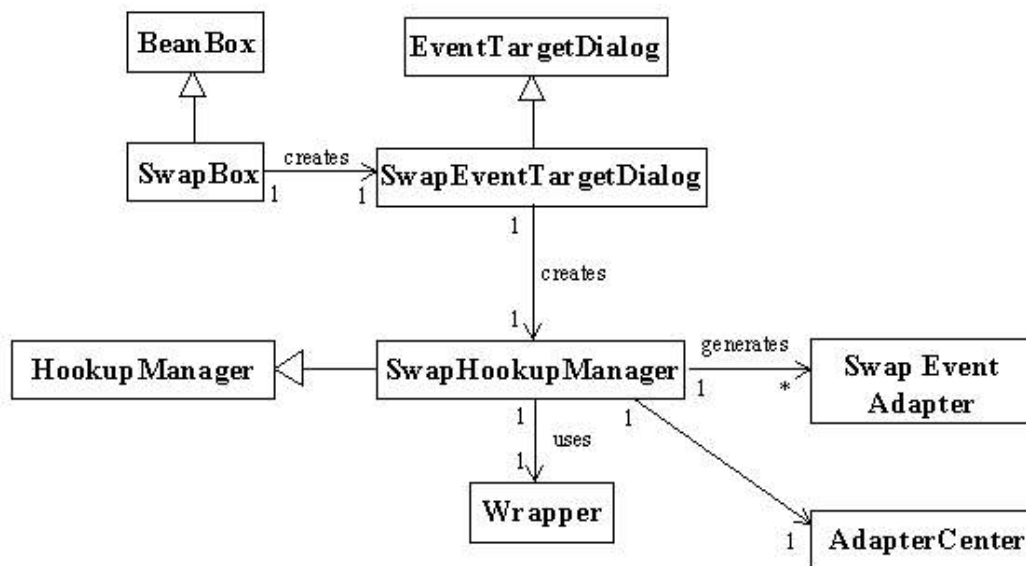 BeanBox
EventTargetDialog
SwapBox
creates
1
1
SwapEventTargetDialog
1
creates
1
HookupManager
SwapHookupManager
generates
1
*
Swap Event
Adapter
1
1
uses
1
Wrapper
1
AdapterCenter